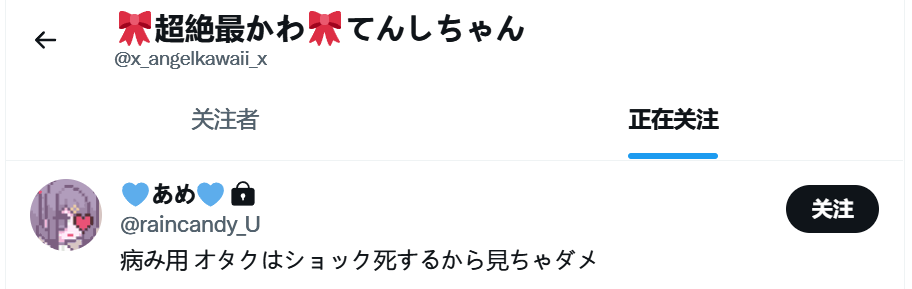 🎀超絶最かわ🎀てんしちゃん
@x_angelkawaii_x
关注者
正在关注
💙あめ💙🔒
@raincandy_U
关注
病み用 オタクはショック死するから見ちゃダメ